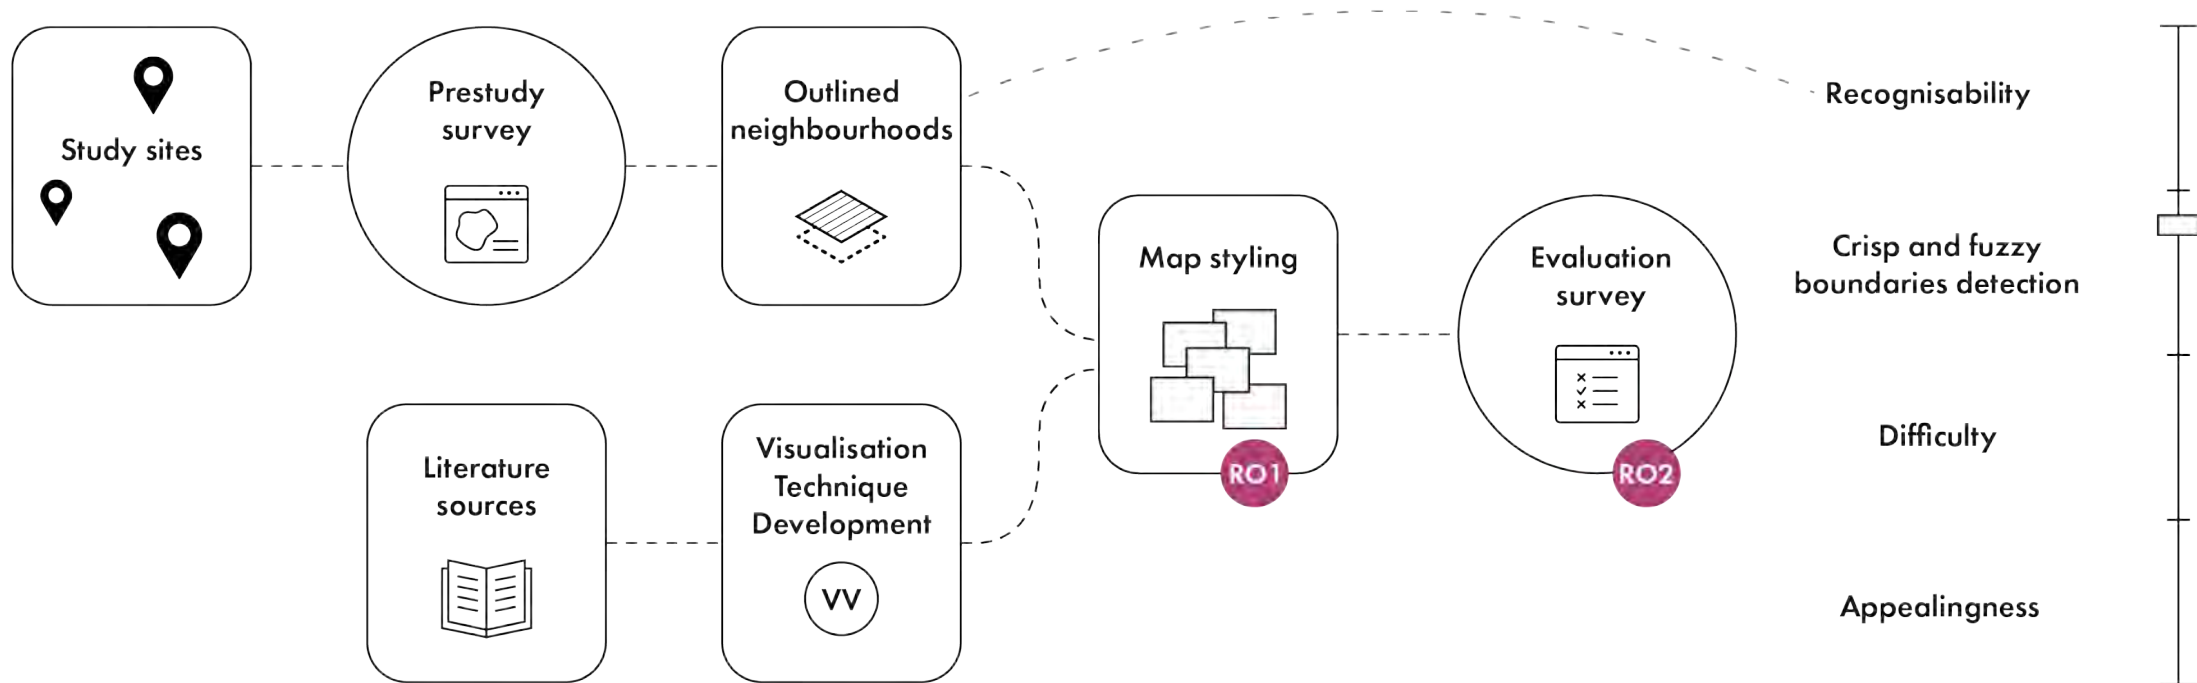 Study sites
Prestudy
survey
Outlined
neighbourhoods
Literature
sources
Visualisation
Technique
Development
VV
Map styling
RO1
Evaluation
survey
RO2
Recognisability
Crisp and fuzzy
boundaries detection
Difficulty
Appealingness